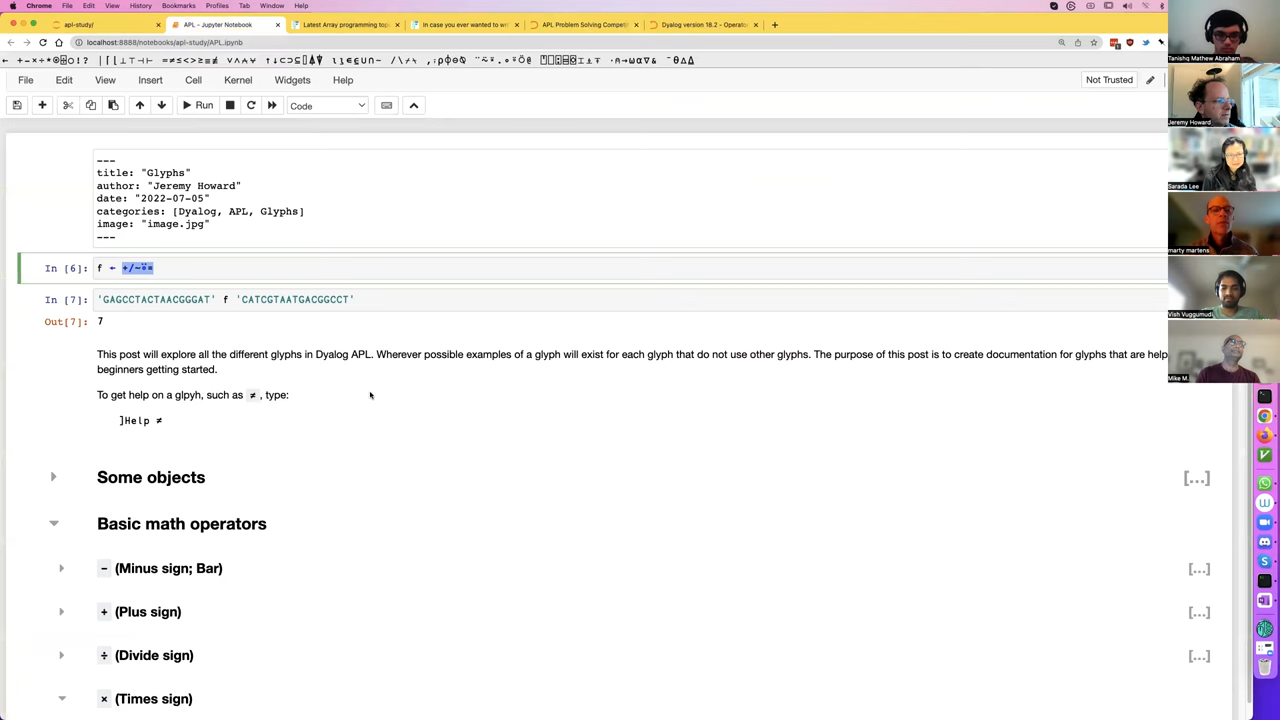 Chrome File Edit View History Bookmarks Profiles Tab Window Help
apl-study/
APL - Jupyter Notebook
Latest Array programming top
In case you ever wanted to wr
APL Problem Solving Compet
Dyalog version 18.2 - Operato
localhost:8888/notebooks/apl-study/APL.ipynb
File Edit View Insert Cell Kernel Widgets Help
Not Trusted
Run
Code
---
title: "Glyphs"
author: "Jeremy Howard"
date: "2022-07-05"
categories: [Dyalog, APL, Glyphs]
image: "image.jpg"
---
In [6]: f ←
In [7]: 'GAGCCTACTAACGGGAT' f 'CATCGTAATGACGGCCT'
Out[7]: 7
This post will explore all the different glyphs in Dyalog APL. Wherever possible examples of a glyph will exist for each glyph that do not use other glyphs. The purpose of this post is to create documentation for glyphs that are help
beginners getting started.
To get help on a glpyh, such as ≠, type:
]Help ≠
Some objects
[...]
Basic math operators
- (Minus sign; Bar)
[...]
+ (Plus sign)
[...]
÷ (Divide sign)
[...]
× (Times sign)
Tanishq Mathew Abraham
Jeremy Howard
Sarada Lee
marty martens
Vish Vuggumudi
Mike M.